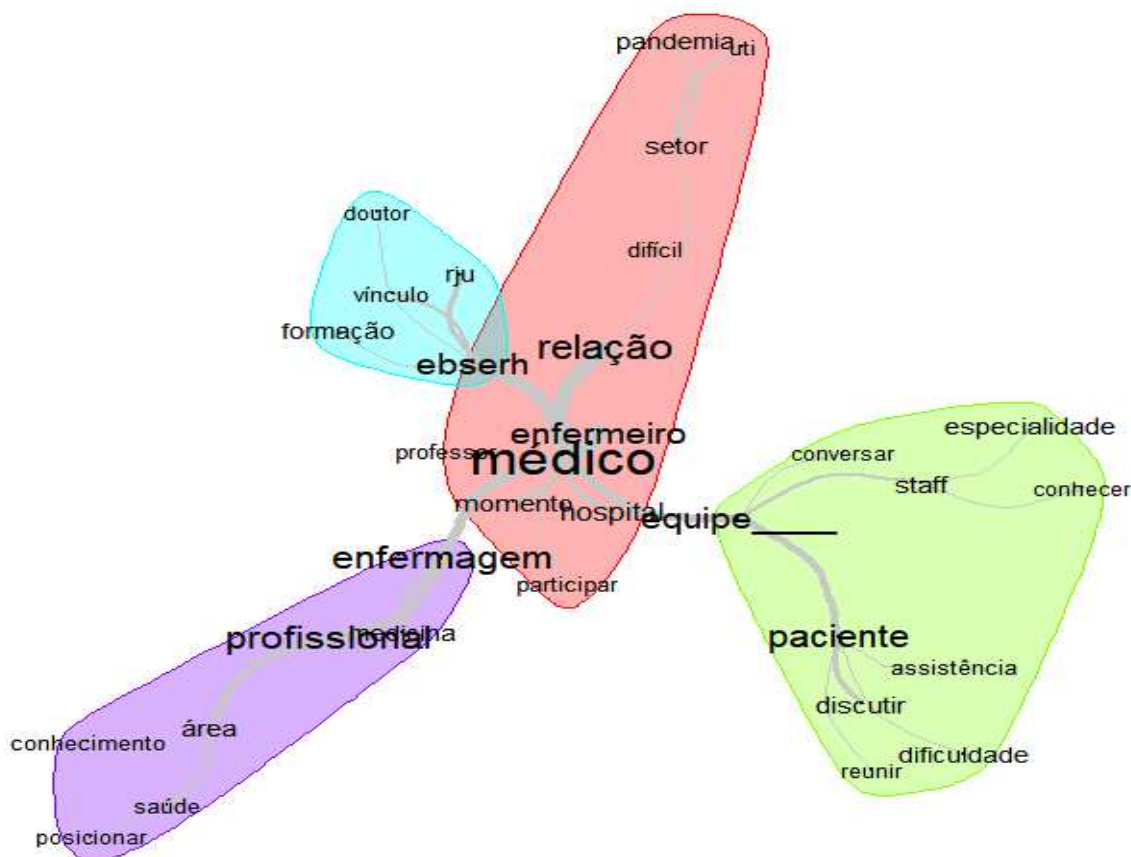 pandemia
uti
setor
doutor
difícil
rju
vínculo
formação
relação
ebserh
enfermeiro
especialidade
professor
médico
conversar
staff
conhecer
momento
hospital
equipe____
enfermagem
participar
profissional
medicina
paciente
assistência
discutir
área
conhecimento
dificuldade
reunir
saúde
posicionar